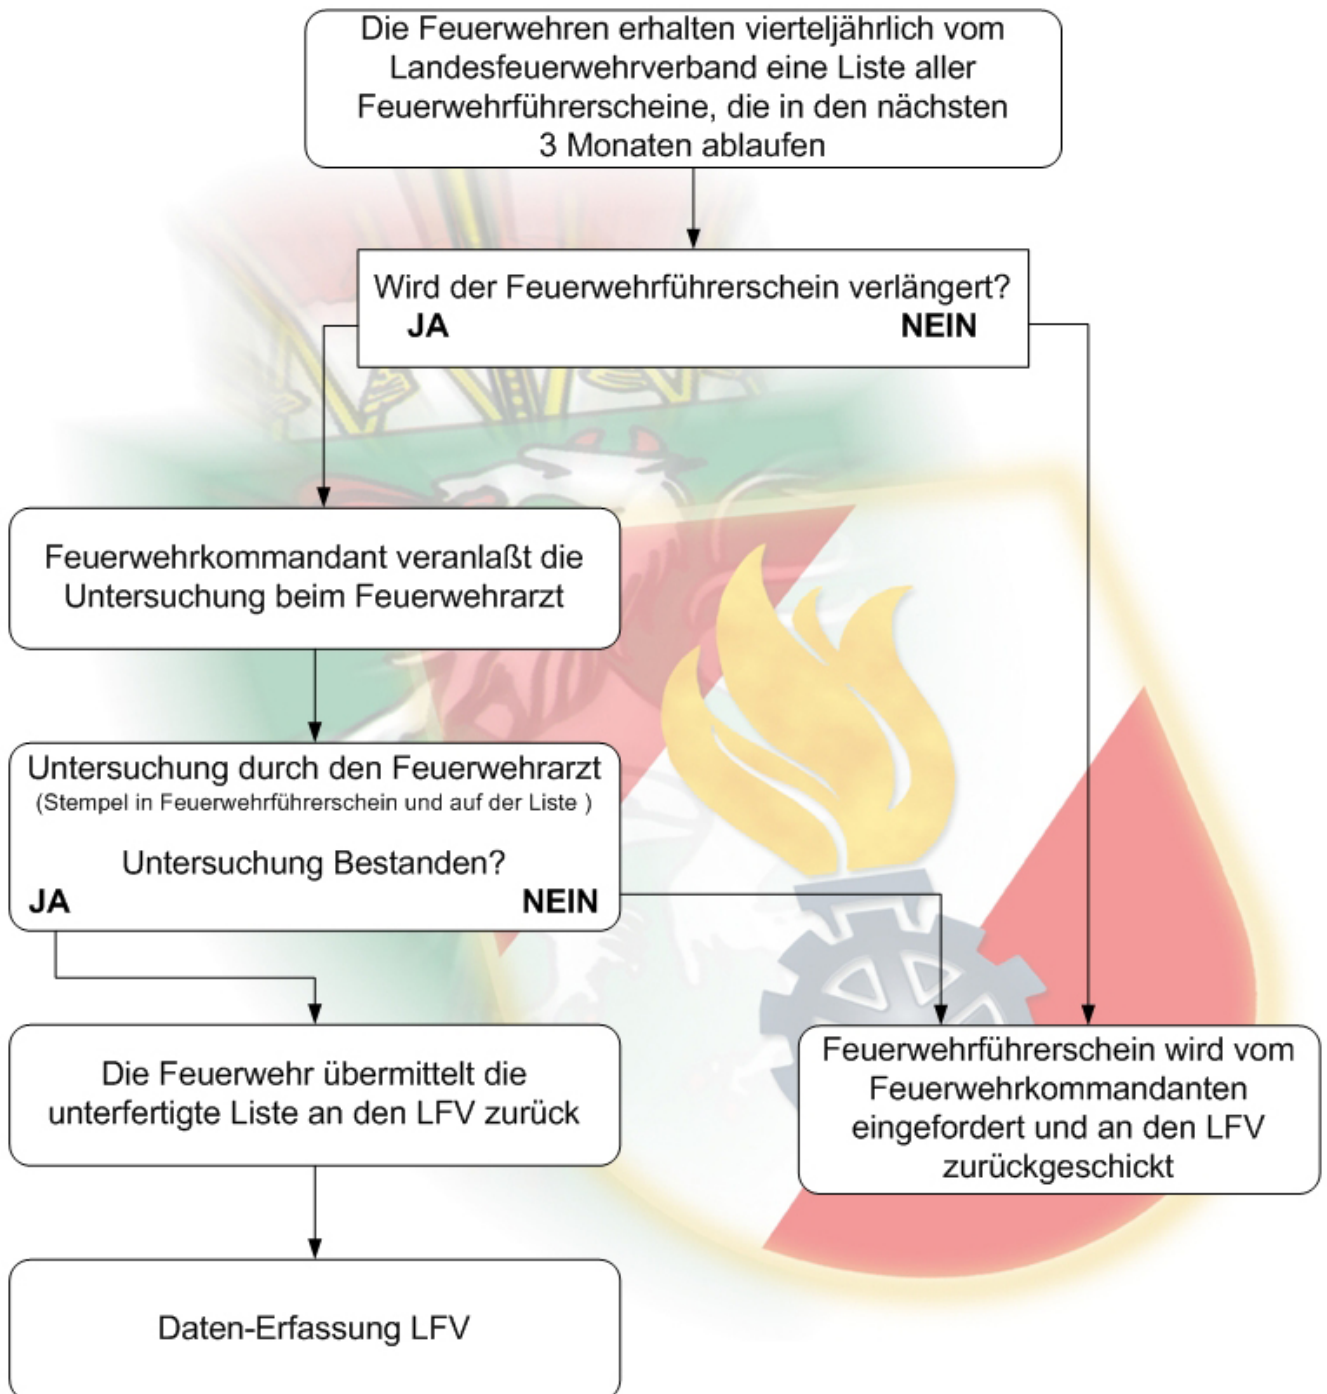 Die Feuerwehren erhalten vierteljährlich vom
Landesfeuerwehrverband eine Liste aller
Feuerwehrführerscheine, die in den nächsten
3 Monaten ablaufen
Wird der Feuerwehrführerschein verlängert?
JA NEIN
Feuerwehrkommandant veranlaßt die
Untersuchung beim Feuerwehrarzt
Untersuchung durch den Feuerwehrarzt
(Stempel in Feuerwehrführerschein und auf der Liste )
Untersuchung Bestanden?
JA NEIN
Die Feuerwehr übermittelt die
unterfertigte Liste an den LFV zurück
Feuerwehrführerschein wird vom
Feuerwehrkommandanten
eingefordert und an den LFV
zurückgeschickt
Daten-Erfassung LFV